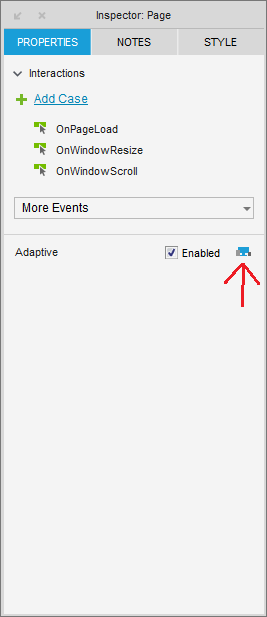 Inspector: Page
PROPERTIES NOTES STYLE
Interactions
Add Case
OnPageLoad
OnWindowResize
OnWindowScroll
More Events
Adaptive Enabled